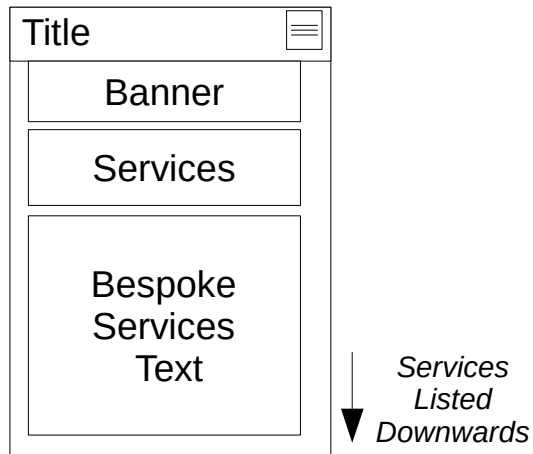 Title
Banner
Services
Bespoke
Services
Text
Services
Listed
Downwards